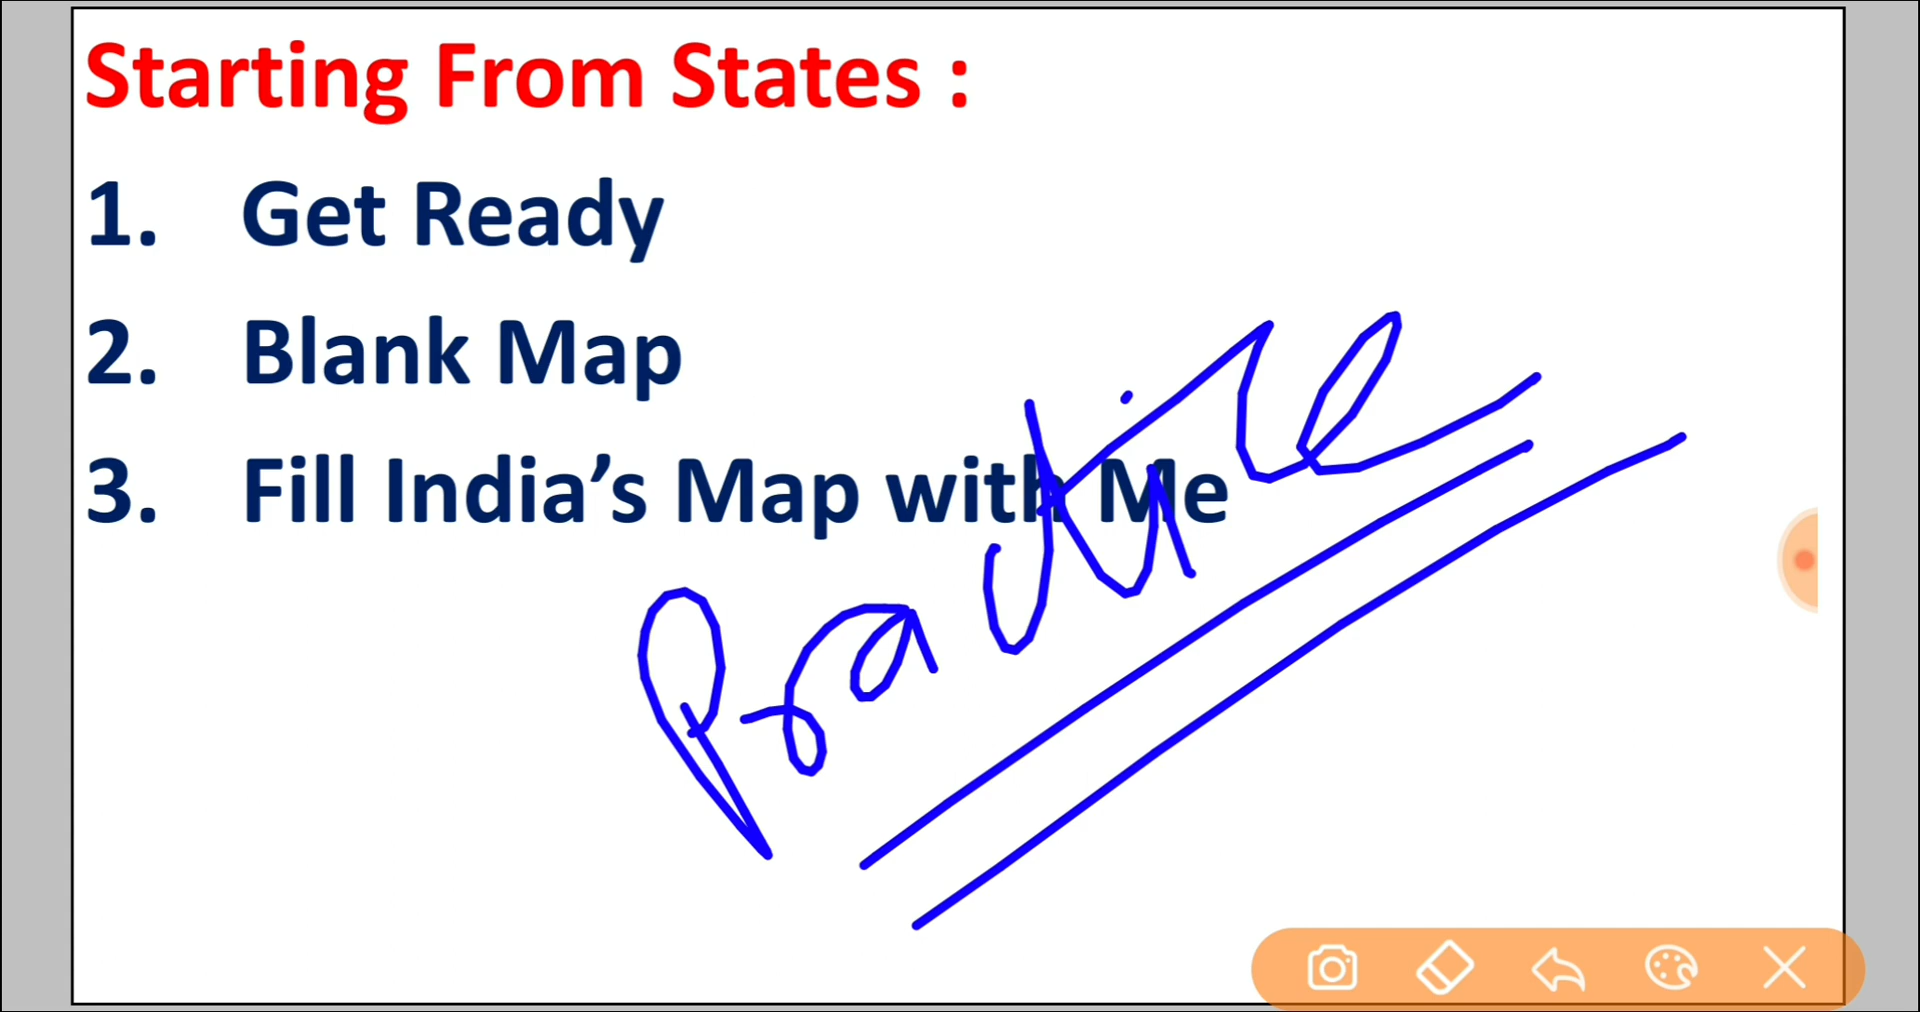 Starting From States :
1. Get Ready
2. Blank Map
3. Fill India’s Map with Me
Practice